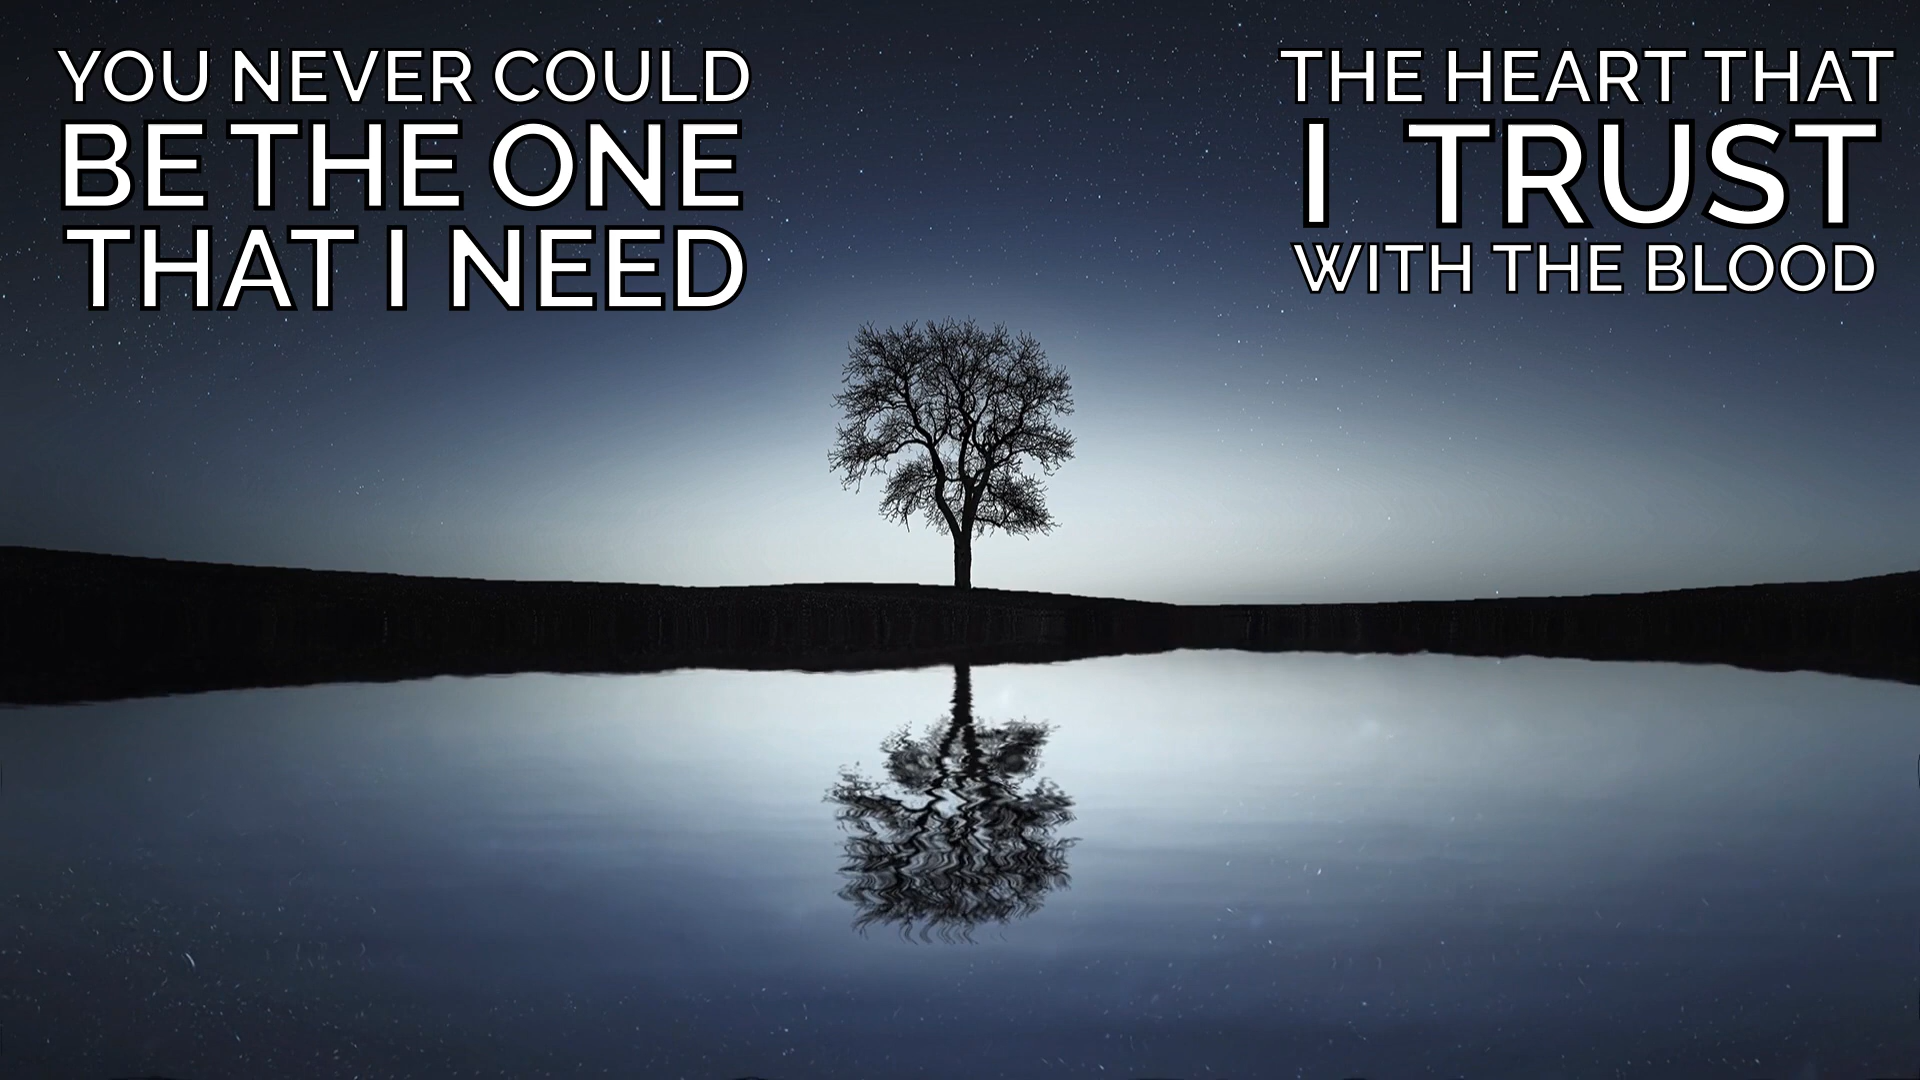 YOU NEVER COULD
BE THE ONE
THAT I NEED
THE HEART THAT
I TRUST
WITH THE BLOOD